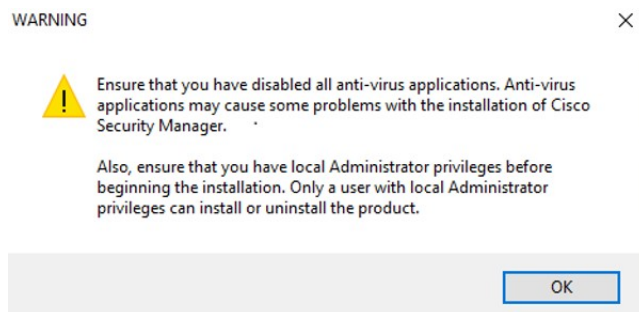 WARNING
Ensure that you have disabled all anti-virus applications. Anti-virus
applications may cause some problems with the installation of Cisco
Security Manager.
Also, ensure that you have local Administrator privileges before
beginning the installation. Only a user with local Administrator
privileges can install or uninstall the product.
OK